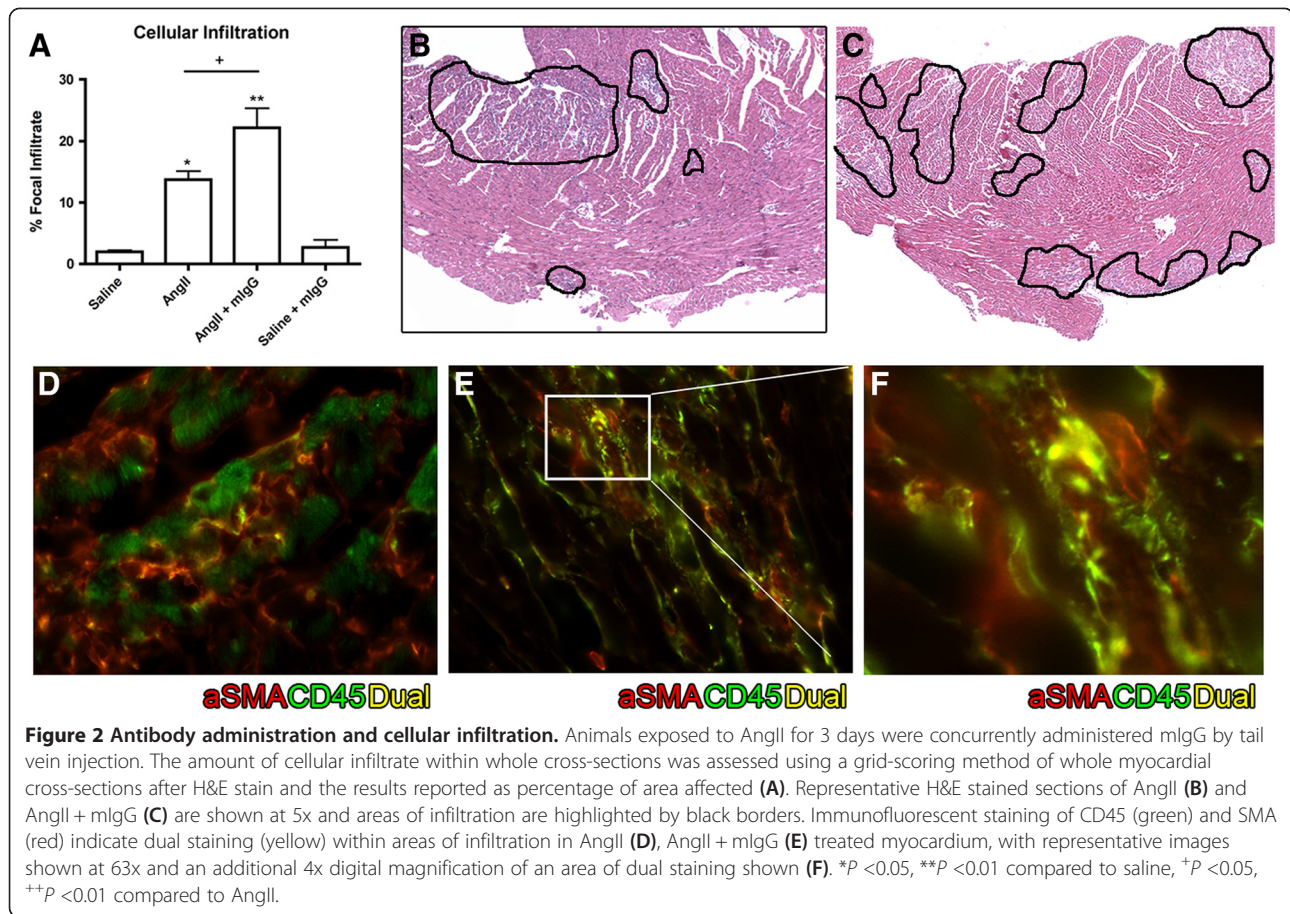 A
Cellular Infiltration
+
**
*
30
20
10
0
% Focal Infiltrate
Saline
AngII
AngII + mIgG
Saline + mIgG
B
C
D
E
F
aSMACD45Dual
aSMACD45Dual
aSMACD45Dual
Figure 2 Antibody administration and cellular infiltration. Animals exposed to AngII for 3 days were concurrently administered mIgG by tail
vein injection. The amount of cellular infiltrate within whole cross-sections was assessed using a grid-scoring method of whole myocardial
cross-sections after H&E stain and the results reported as percentage of area affected (A). Representative H&E stained sections of AngII (B) and
AngII + mIgG (C) are shown at 5x and areas of infiltration are highlighted by black borders. Immunofluorescent staining of CD45 (green) and SMA
(red) indicate dual staining (yellow) within areas of infiltration in AngII (D), AngII + mIgG (E) treated myocardium, with representative images
shown at 63x and an additional 4x digital magnification of an area of dual staining shown (F). *P <0.05, **P <0.01 compared to saline, +P <0.05,
++P <0.01 compared to AngII.